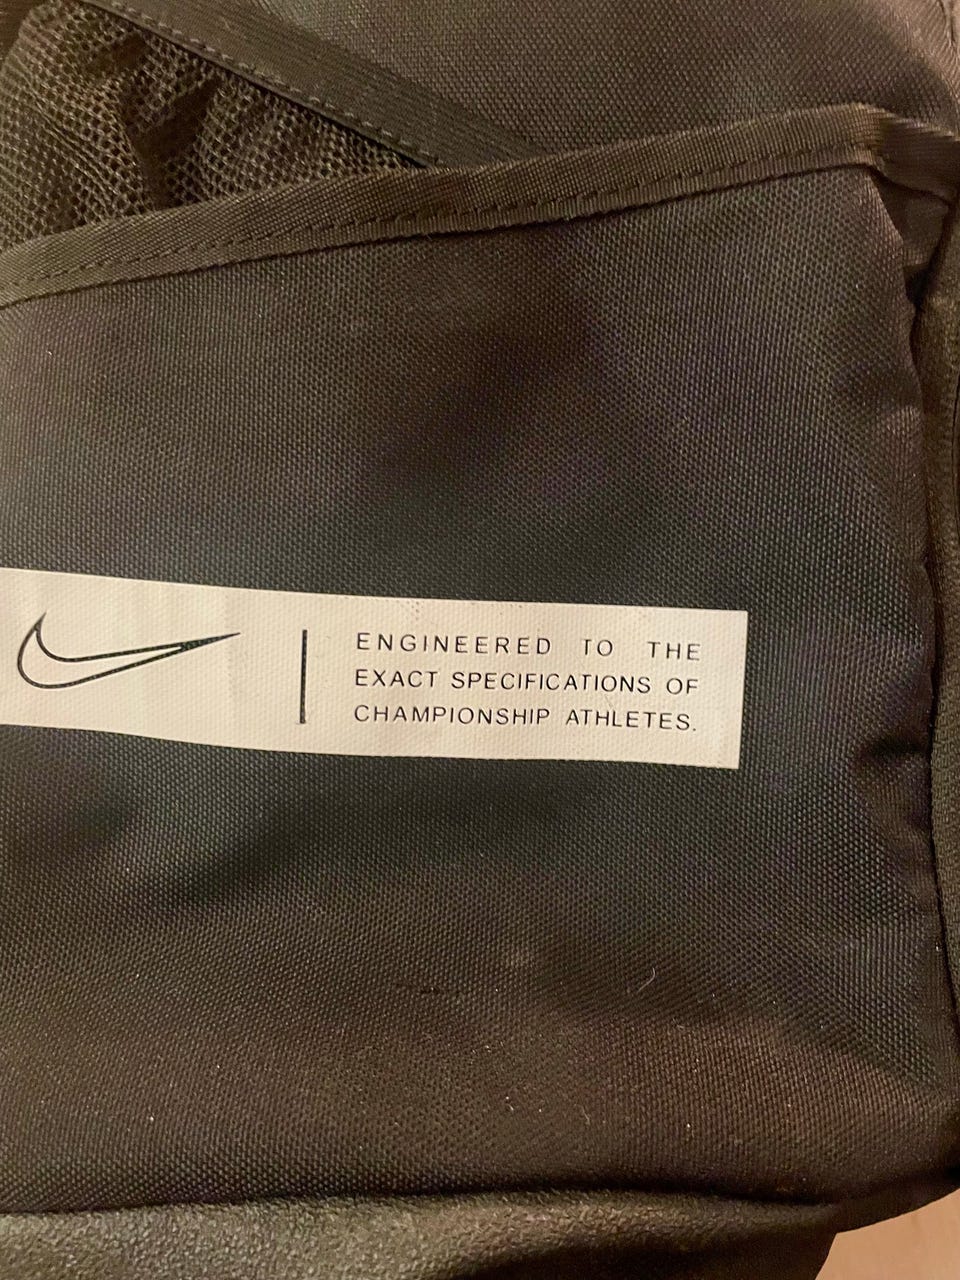 ENGINEERED TO THE
EXACT SPECIFICATIONS OF
CHAMPIONSHIP ATHLETES.